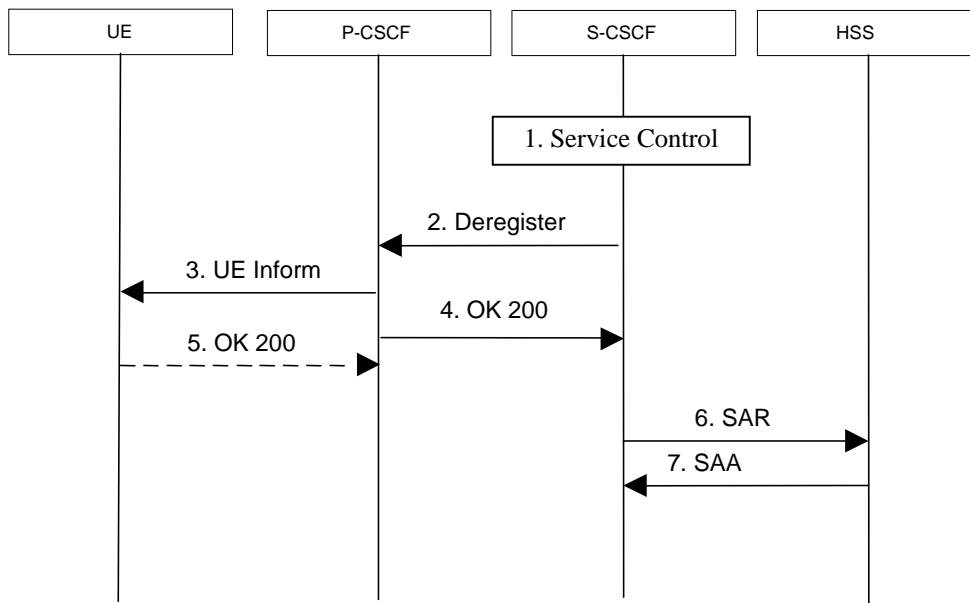 UE
P-CSCF
S-CSCF
HSS
1. Service Control
2. Deregister
3. UE Inform
4. OK 200
5. OK 200
6. SAR
7. SAA